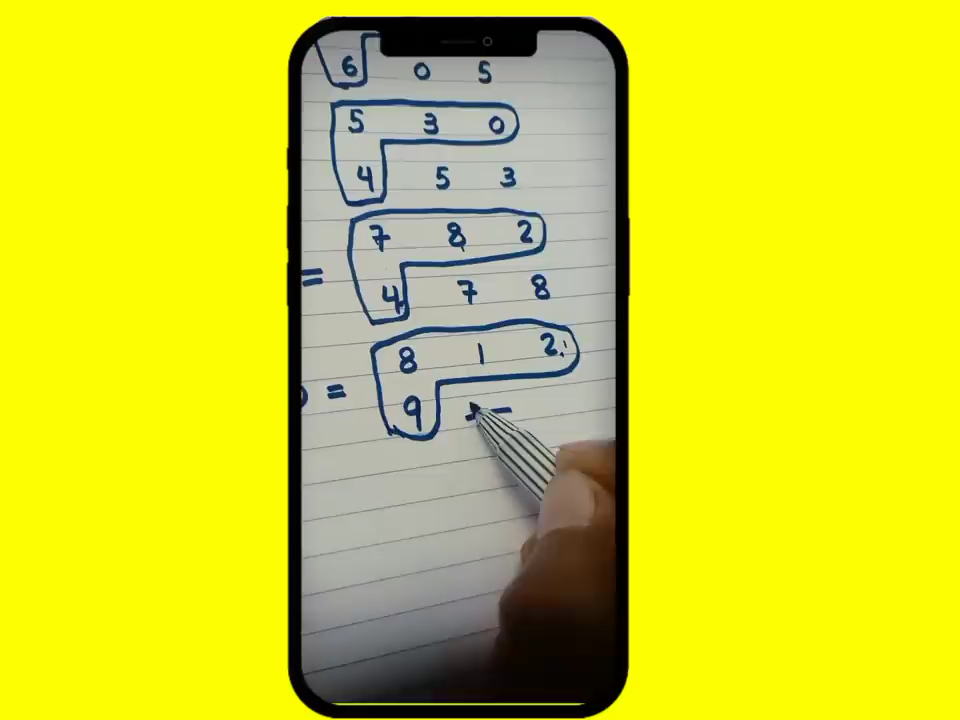 6 0 5
5 3 0
4 5 3
7 8 2
= 4 7 8
8 1 2
= 9 —